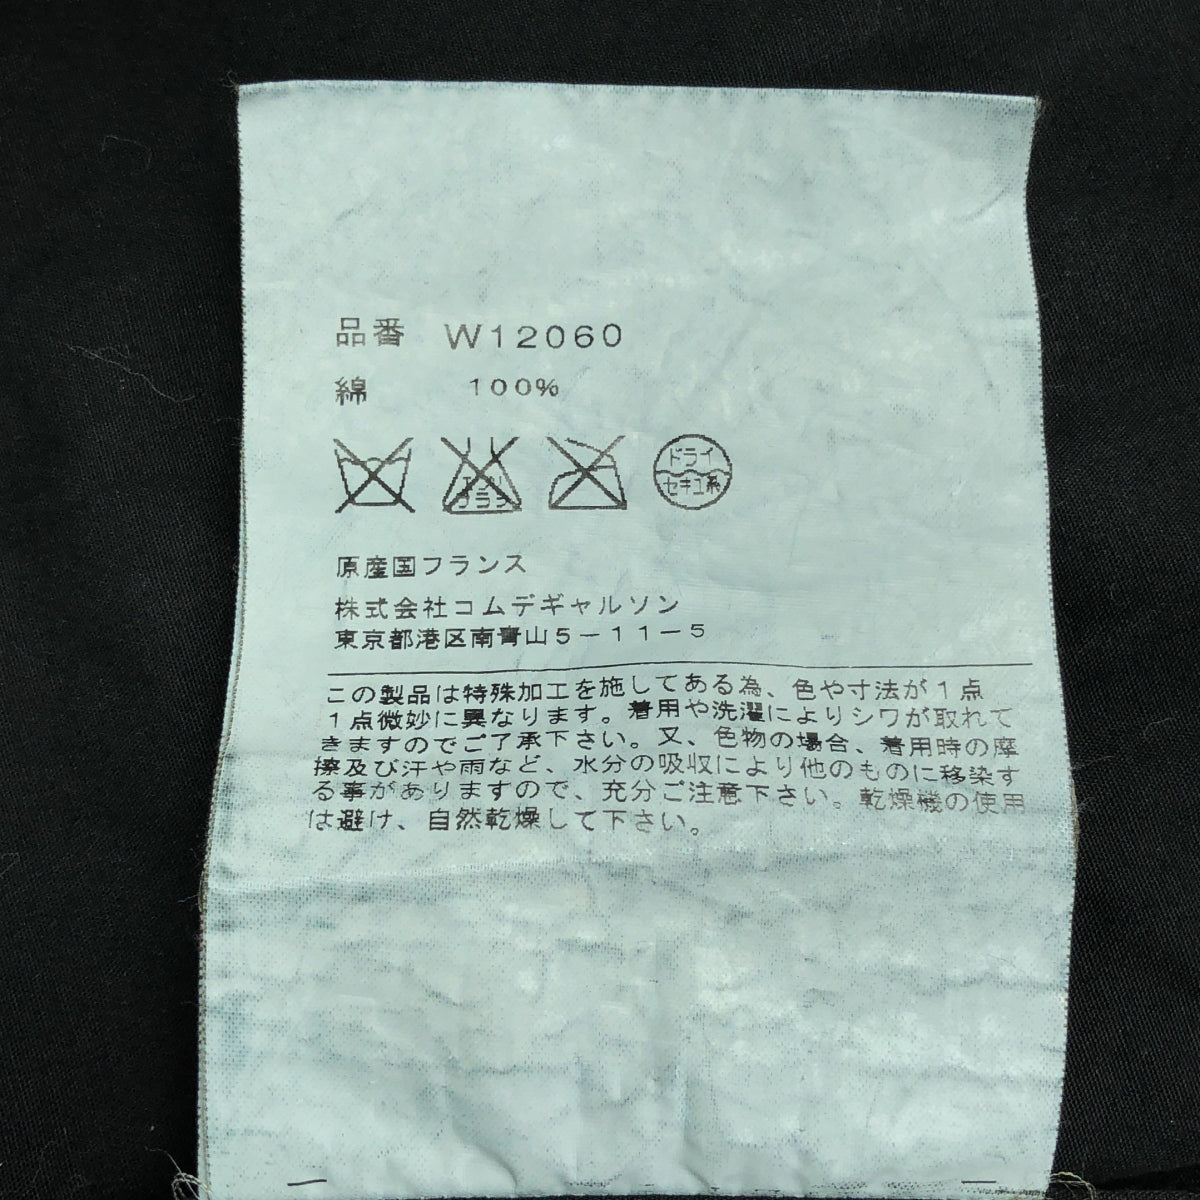 品番 W12060
綿 100%
エンソ
サラシ
ドライ
セキユ系
原産国フランス
株式会社コムデギャルソン
東京都港区南青山5-11-5
この製品は特殊加工を施してある為、色や寸法が1点
1点微妙に異なります。着用や洗濯によりシワが取れて
きますのでご了承下さい。又、色物の場合、着用時の摩
擦及び汗や雨など、水分の吸収により他のものに移染す
る事がありますので、充分ご注意下さい。乾燥機の使用
は避け、自然乾燥して下さい。